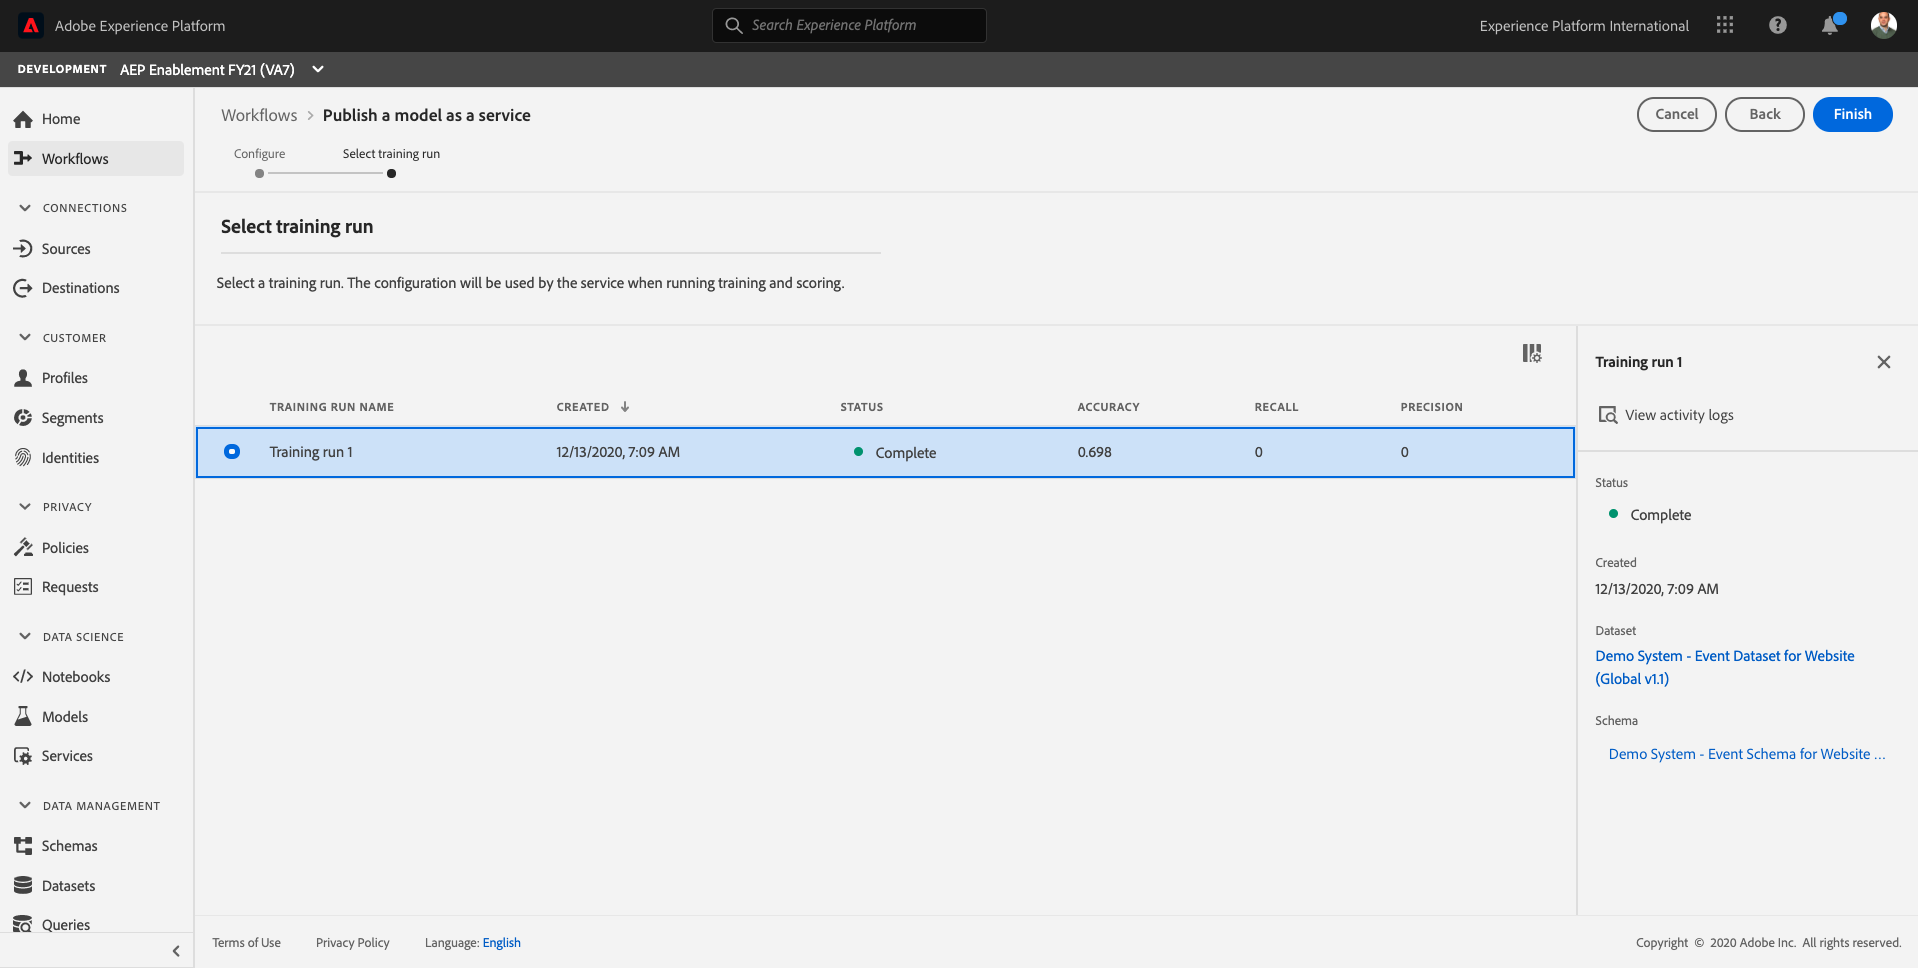 Adobe Experience Platform
Search Experience Platform
Experience Platform International
DEVELOPMENT AEP Enablement FY21 (VA7)
Home
Workflows
CONNECTIONS
Sources
Destinations
CUSTOMER
Profiles
Segments
Identities
PRIVACY
Policies
Requests
DATA SCIENCE
Notebooks
Models
Services
DATA MANAGEMENT
Schemas
Datasets
Queries
Workflows > Publish a model as a service
Cancel
Back
Finish
Configure
Select training run
Select training run
Select a training run. The configuration will be used by the service when running training and scoring.
TRAINING RUN NAME CREATED ↓ STATUS ACCURACY RECALL PRECISION
Training run 1 12/13/2020, 7:09 AM Complete 0.698 0 0
Training run 1
View activity logs
Status
Complete
Created
12/13/2020, 7:09 AM
Dataset
Demo System - Event Dataset for Website
(Global v1.1)
Schema
Demo System - Event Schema for Website ...
Terms of Use Privacy Policy Language: English
Copyright © 2020 Adobe Inc. All rights reserved.